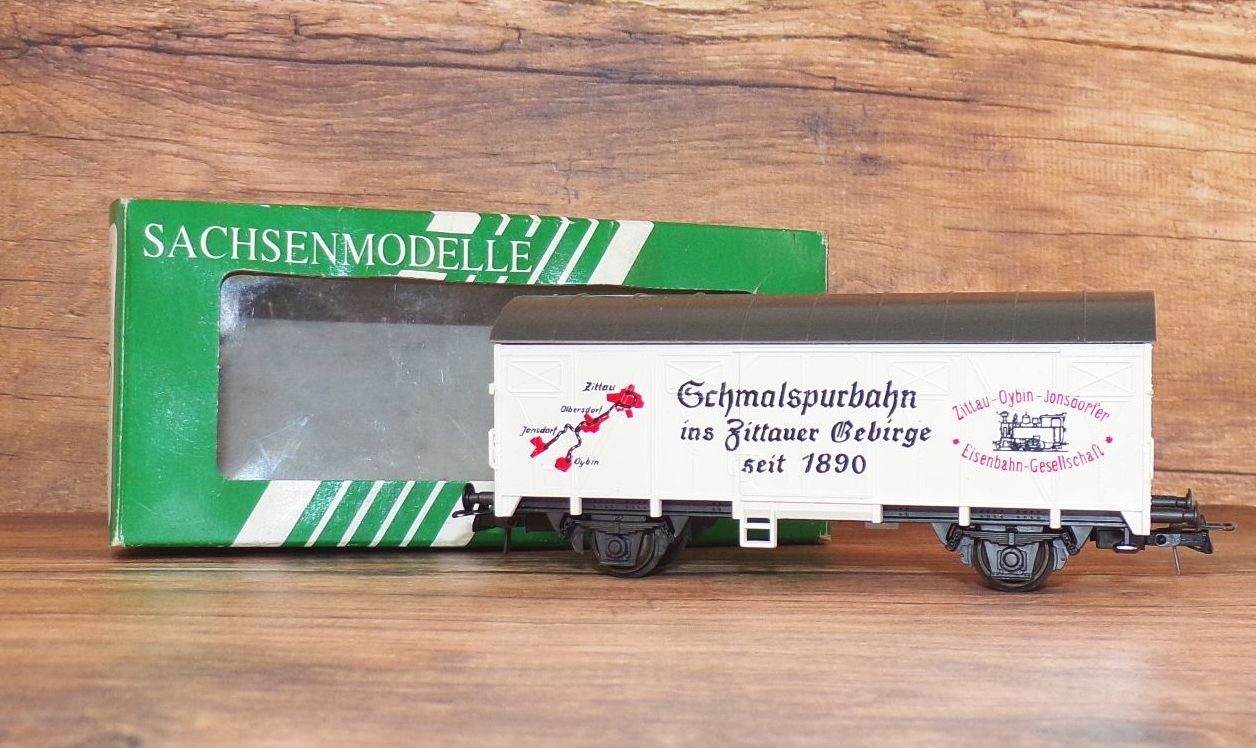 SACHSENMODELLE
Zittau
Olbersdorf
Jonsdorf
Oybin
Schmalspurbahn
ins Zittauer Gebirge
seit 1890
Zittau-Oybin-Jonsdorfer
* Eisenbahn-Gesellschaft *